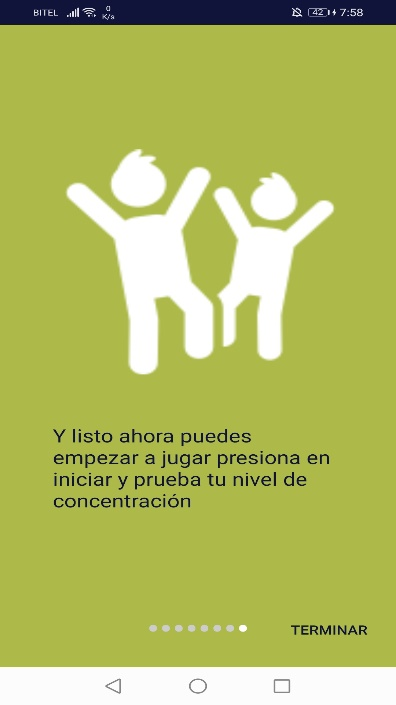 BITEL 0 K/s 42 7:58
Y listo ahora puedes
empezar a jugar presiona en
iniciar y prueba tu nivel de
concentración
TERMINAR